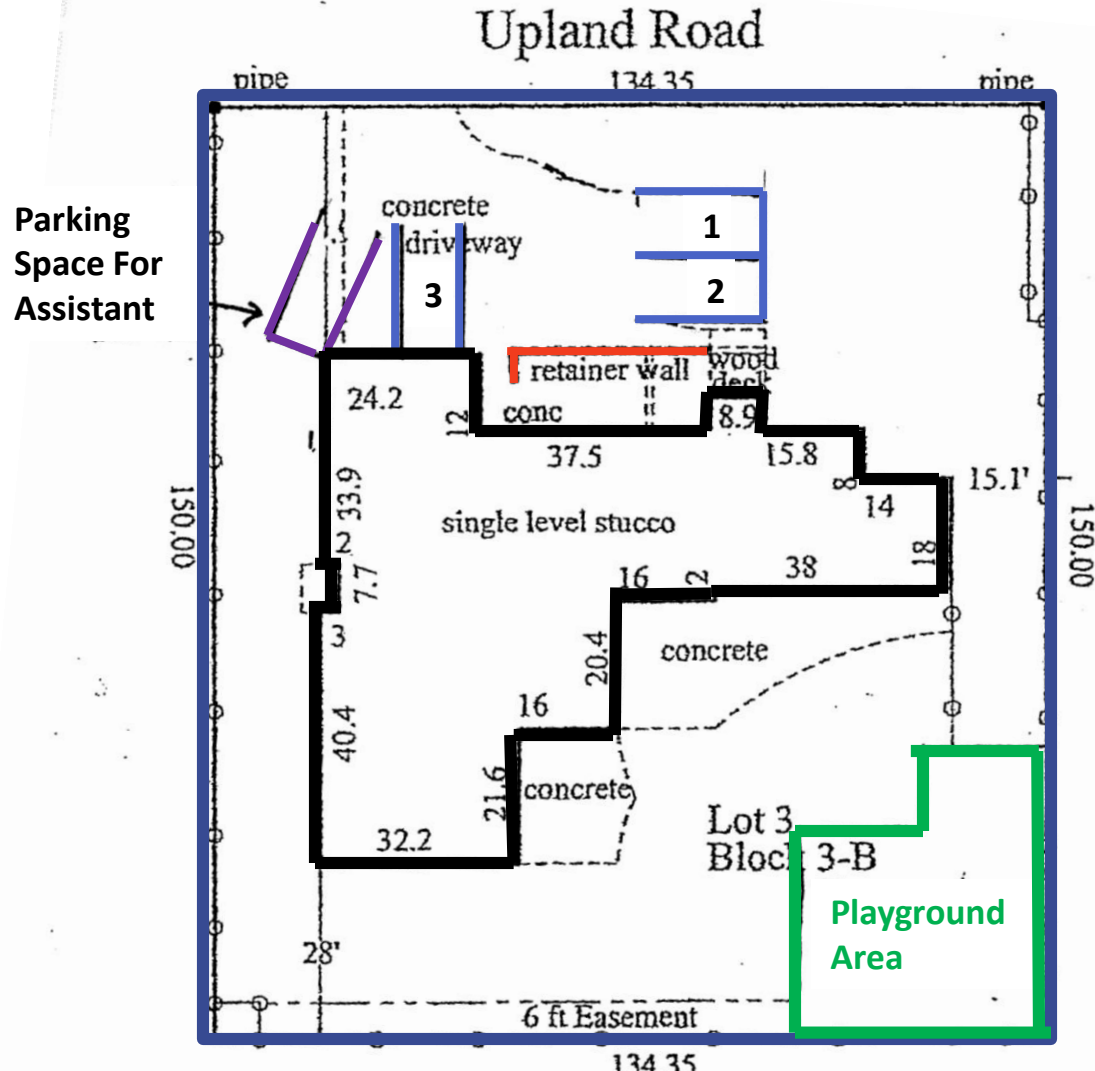 Upland Road
pipe
134.35
pipe
Parking
Space For
Assistant
concrete
driveway
1
2
3
retainer wall
wood
deck
24.2
12
conc
8.9
37.5
15.8
8
14
15.1'
150.00
33.9
single level stucco
18
150.00
2
7.7
16
2
38
3
20.4
concrete
16
40.4
21.6
concrete
Lot 3
Block 3-B
32.2
Playground
Area
28'
6 ft Easement
134.35